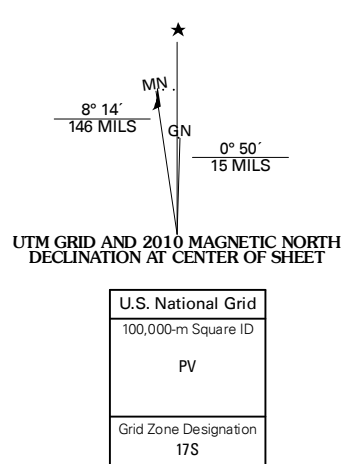 ★
MN
8° 14´
146 MILS
GN
0° 50´
15 MILS
UTM GRID AND 2010 MAGNETIC NORTH
DECLINATION AT CENTER OF SHEET
U.S. National Grid
100,000-m Square ID
PV
Grid Zone Designation
17S